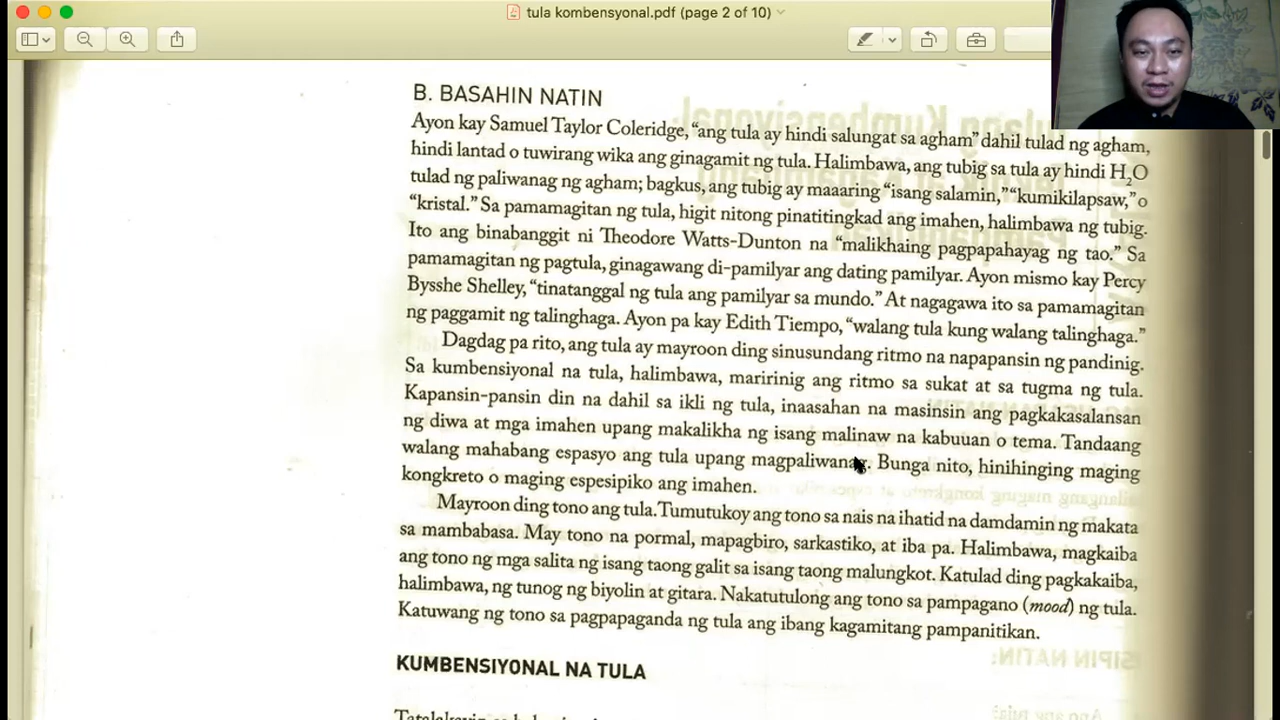 tula kombensyonal.pdf (page 2 of 10)
B. BASAHIN NATIN
Ayon kay Samuel Taylor Coleridge, “ang tula ay hindi salungat sa agham” dahil tulad ng agham,
hindi lantad o tuwirang wika ang ginagamit ng tula. Halimbawa, ang tubig sa tula ay hindi H₂O
tulad ng paliwanag ng agham; bagkus, ang tubig ay maaaring “isang salamin,” “kumikilapsaw,” o
“kristal.” Sa pamamagitan ng tula, higit nitong pinatitingkad ang imahen, halimbawa ng tubig.
Ito ang binabanggit ni Theodore Watts-Dunton na “malikhaing pagpapahayag ng tao.” Sa
pamamagitan ng pagtula, ginagawang di-pamilyar ang dating pamilyar. Ayon mismo kay Percy
Bysshe Shelley, “tinatanggal ng tula ang pamilyar sa mundo.” At nagagawa ito sa pamamagitan
ng paggamit ng talinghaga. Ayon pa kay Edith Tiempo, “walang tula kung walang talinghaga.”
Dagdag pa rito, ang tula ay mayroon ding sinusundang ritmo na napapansin ng pandinig.
Sa kumbensiyonal na tula, halimbawa, maririnig ang ritmo sa sukat at sa tugma ng tula.
Kapansin-pansin din na dahil sa ikli ng tula, inaasahan na masinsin ang pagkakasalansan
ng diwa at mga imahen upang makalikha ng isang malinaw na kabuuan o tema. Tandaang
walang mahabang espasyo ang tula upang magpaliwanag. Bunga nito, hinihinging maging
kongkreto o maging espesipiko ang imahen.
Mayroon ding tono ang tula. Tumutukoy ang tono sa nais na ihatid na damdamin ng makata
sa mambabasa. May tono na pormal, mapagbiro, sarkastiko, at iba pa. Halimbawa, magkaiba
ang tono ng mga salita ng isang taong galit sa isang taong malungkot. Katulad ding pagkakaiba,
halimbawa, ng tunog ng biyolin at gitara. Nakatutulong ang tono sa pampagano (mood) ng tula.
Katuwang ng tono sa pagpapaganda ng tula ang ibang kagamitang pampanitikan.
KUMBENSIYONAL NA TULA